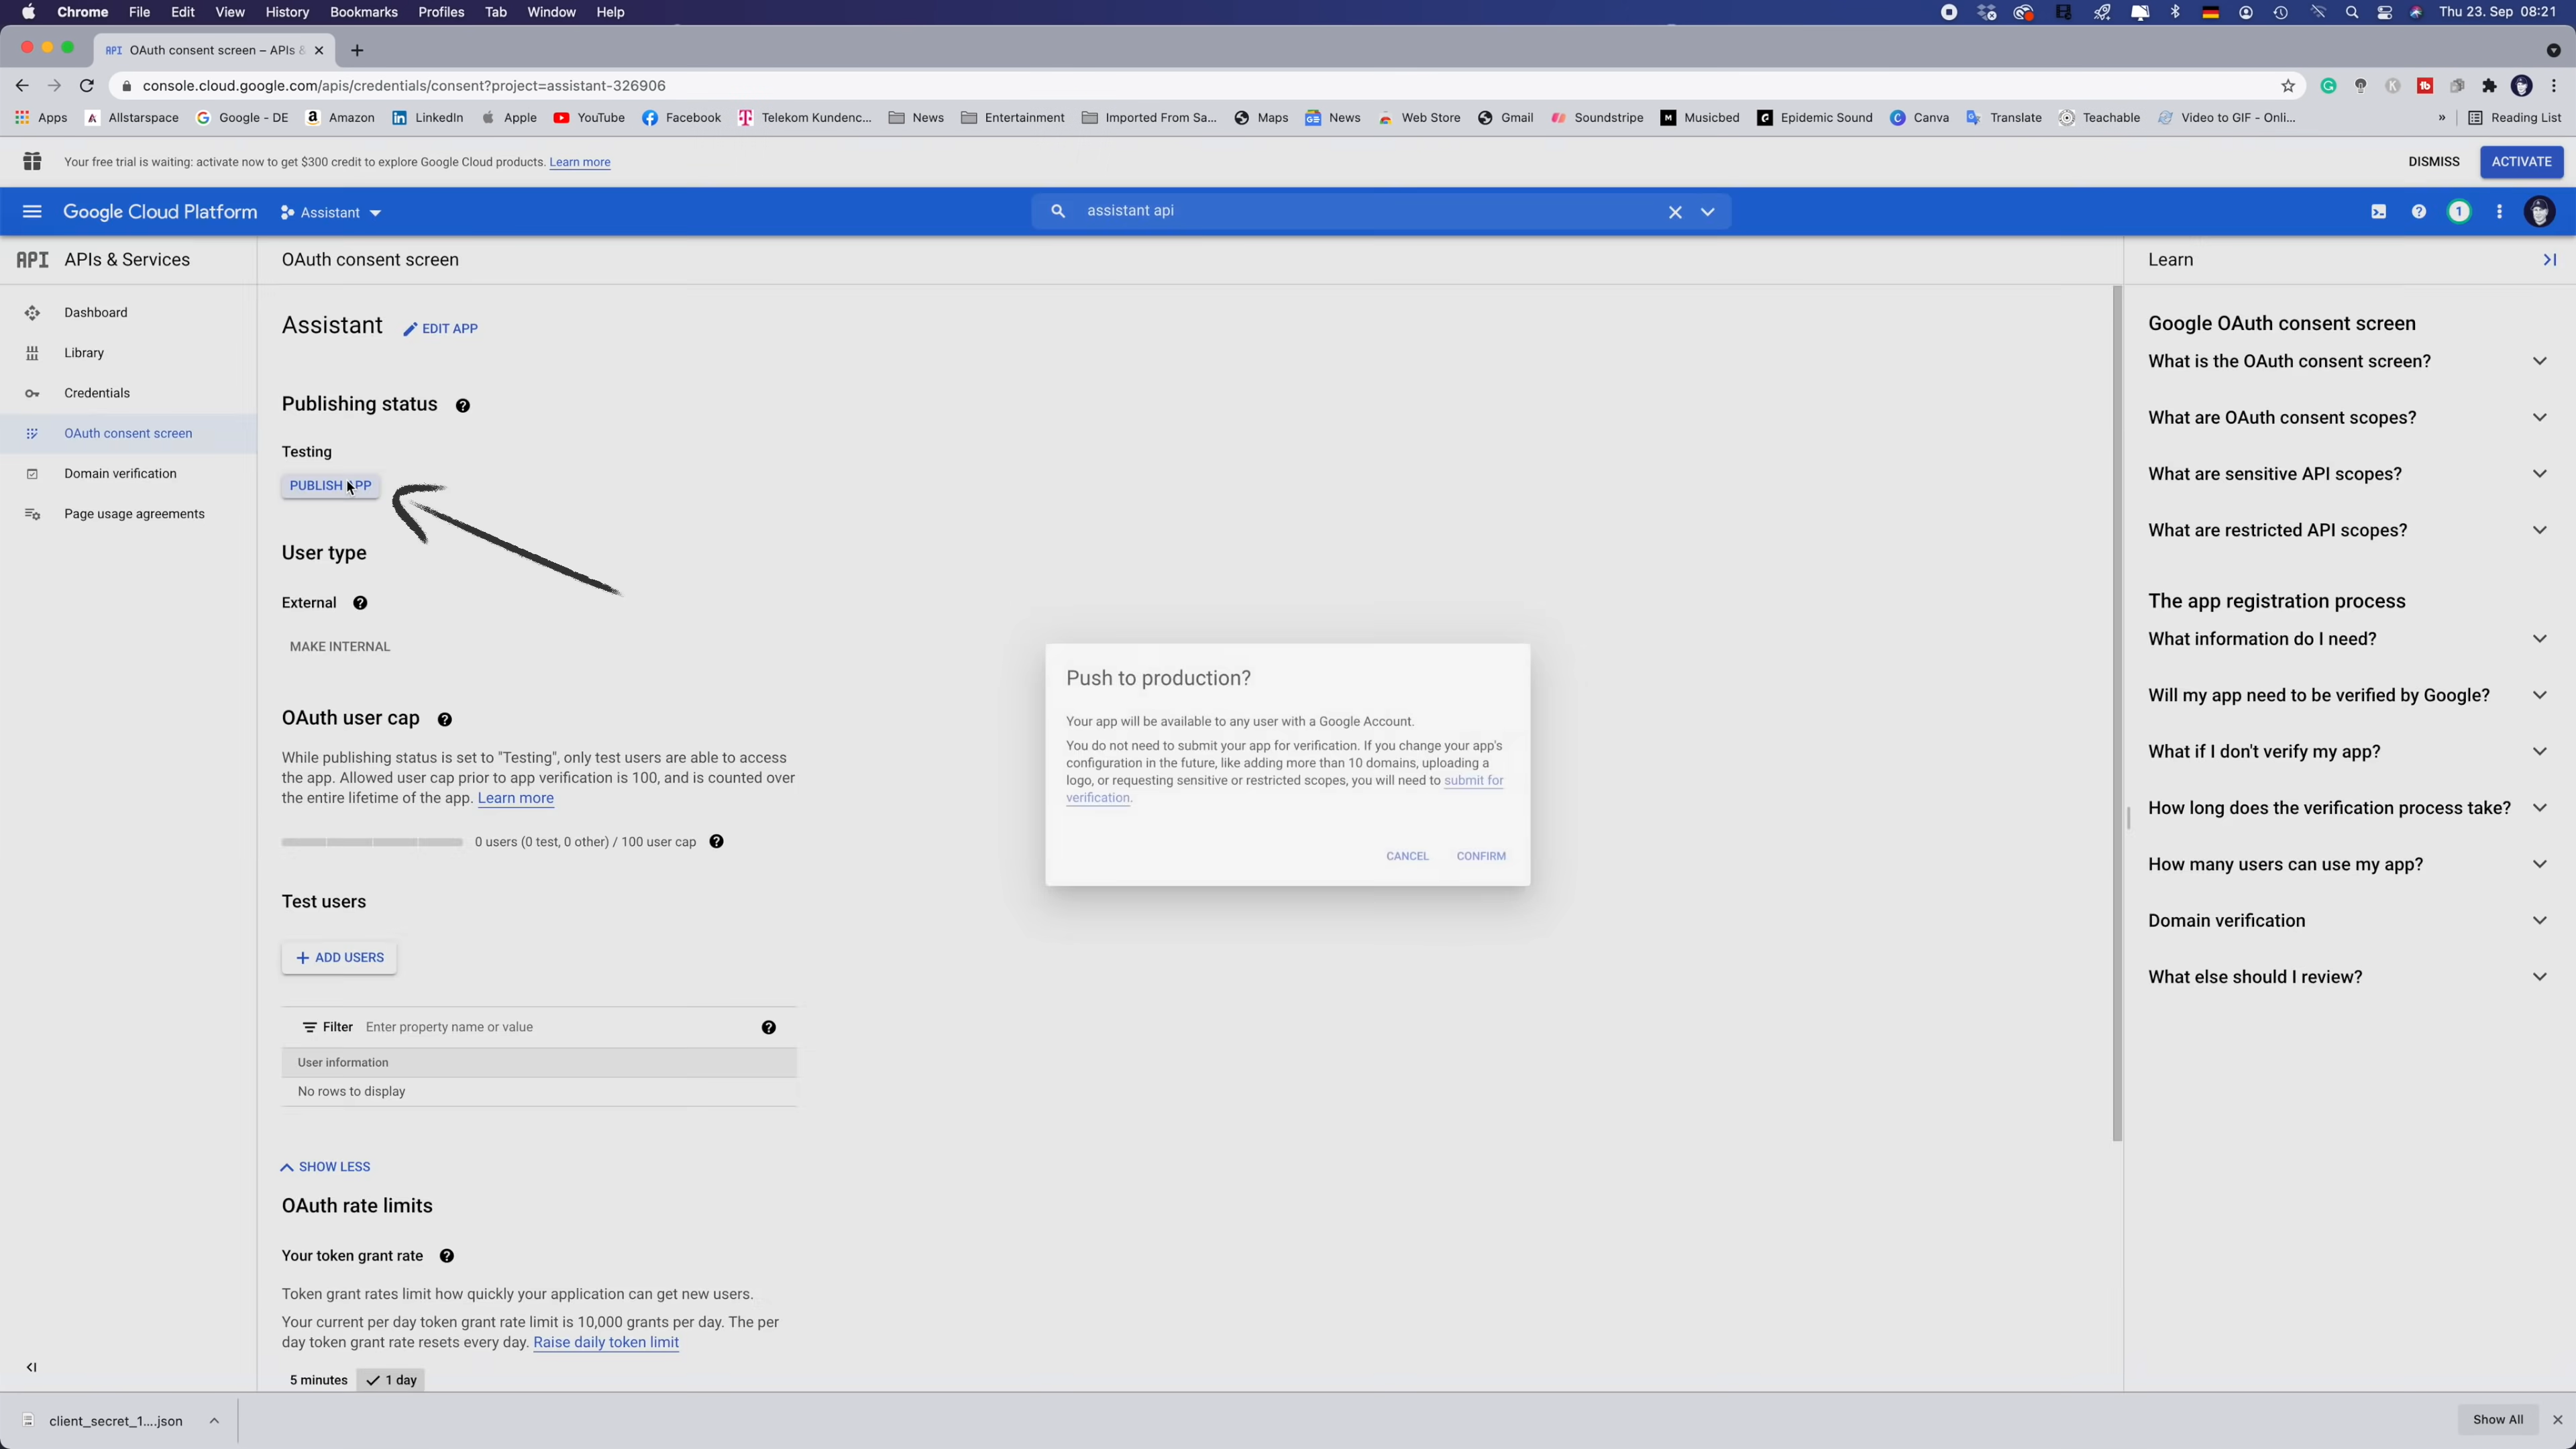 Chrome File Edit View History Bookmarks Profiles Tab Window Help Thu 23. Sep 08:21
API OAuth consent screen – APIs &
console.cloud.google.com/apis/credentials/consent?project=assistant-326906
Apps Allstarspace Google - DE Amazon LinkedIn Apple YouTube Facebook Telekom Kundenc... News Entertainment Imported From Sa... Maps News Web Store Gmail Soundstripe Musicbed Epidemic Sound Canva Translate Teachable Video to GIF - Onli... » Reading List
Your free trial is waiting: activate now to get $300 credit to explore Google Cloud products. Learn more DISMISS ACTIVATE
Google Cloud Platform Assistant assistant api 1
API APIs & Services
Dashboard
Library
Credentials
OAuth consent screen
Domain verification
Page usage agreements
OAuth consent screen
Assistant EDIT APP
Publishing status
Testing
PUBLISH APP
User type
External
MAKE INTERNAL
OAuth user cap
While publishing status is set to "Testing", only test users are able to access
the app. Allowed user cap prior to app verification is 100, and is counted over
the entire lifetime of the app. Learn more
0 users (0 test, 0 other) / 100 user cap
Test users
+ ADD USERS
Filter Enter property name or value
User information
No rows to display
SHOW LESS
OAuth rate limits
Your token grant rate
Token grant rates limit how quickly your application can get new users.
Your current per day token grant rate limit is 10,000 grants per day. The per
day token grant rate resets every day. Raise daily token limit
5 minutes 1 day
Push to production?
Your app will be available to any user with a Google Account.
You do not need to submit your app for verification. If you change your app's
configuration in the future, like adding more than 10 domains, uploading a
logo, or requesting sensitive or restricted scopes, you will need to submit for
verification.
CANCEL CONFIRM
Learn
Google OAuth consent screen
What is the OAuth consent screen?
What are OAuth consent scopes?
What are sensitive API scopes?
What are restricted API scopes?
The app registration process
What information do I need?
Will my app need to be verified by Google?
What if I don't verify my app?
How long does the verification process take?
How many users can use my app?
Domain verification
What else should I review?
client_secret_1....json Show All